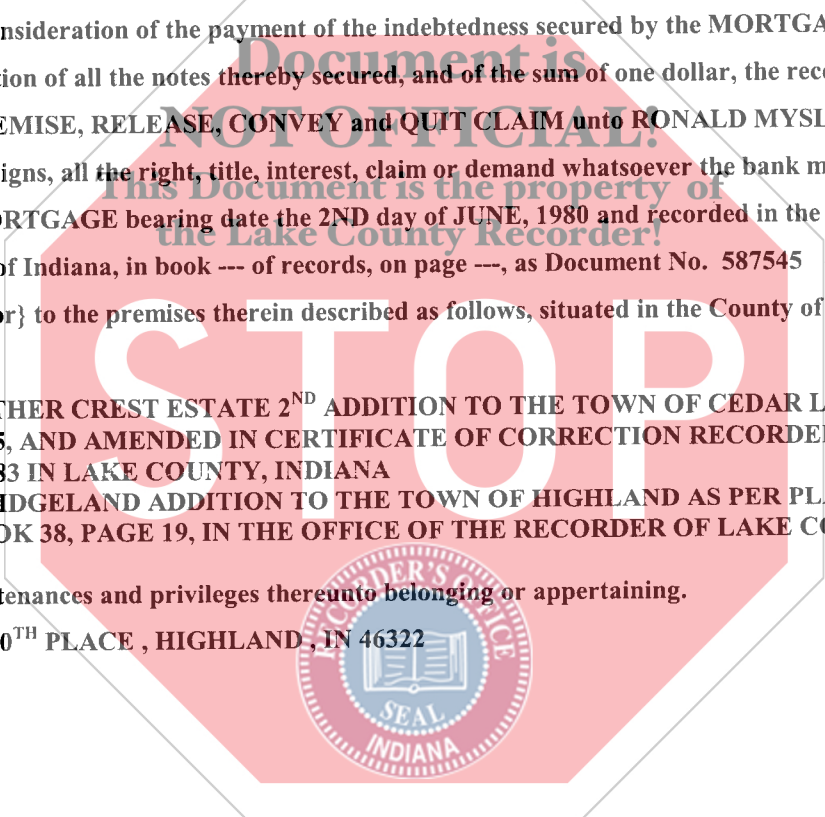 nsideration of the payment of the indebtedness secured by the MORTGA
Document is
tion of all the notes thereby secured, and of the sum of one dollar, the rece
NOT OFFICIAL!
EMISE, RELEASE, CONVEY and QUIT CLAIM unto RONALD MYSL
igns, all the right, title, interest, claim or demand whatsoever the bank m
This Document is the property of
ORTGAGE bearing date the 2ND day of JUNE, 1980 and recorded in the
the Lake County Recorder!
of Indiana, in book --- of records, on page ---, as Document No. 587545
or} to the premises therein described as follows, situated in the County of
STOP
THER CREST ESTATE 2ND ADDITION TO THE TOWN OF CEDAR L
5, AND AMENDED IN CERTIFICATE OF CORRECTION RECORDE
83 IN LAKE COUNTY, INDIANA
IDGELAND ADDITION TO THE TOWN OF HIGHLAND AS PER PLA
OK 38, PAGE 19, IN THE OFFICE OF THE RECORDER OF LAKE CO
tenances and privileges thereunto belonging or appertaining.
0TH PLACE , HIGHLAND , IN 46322
RECORDER'S OFFICE
SEAL
INDIANA